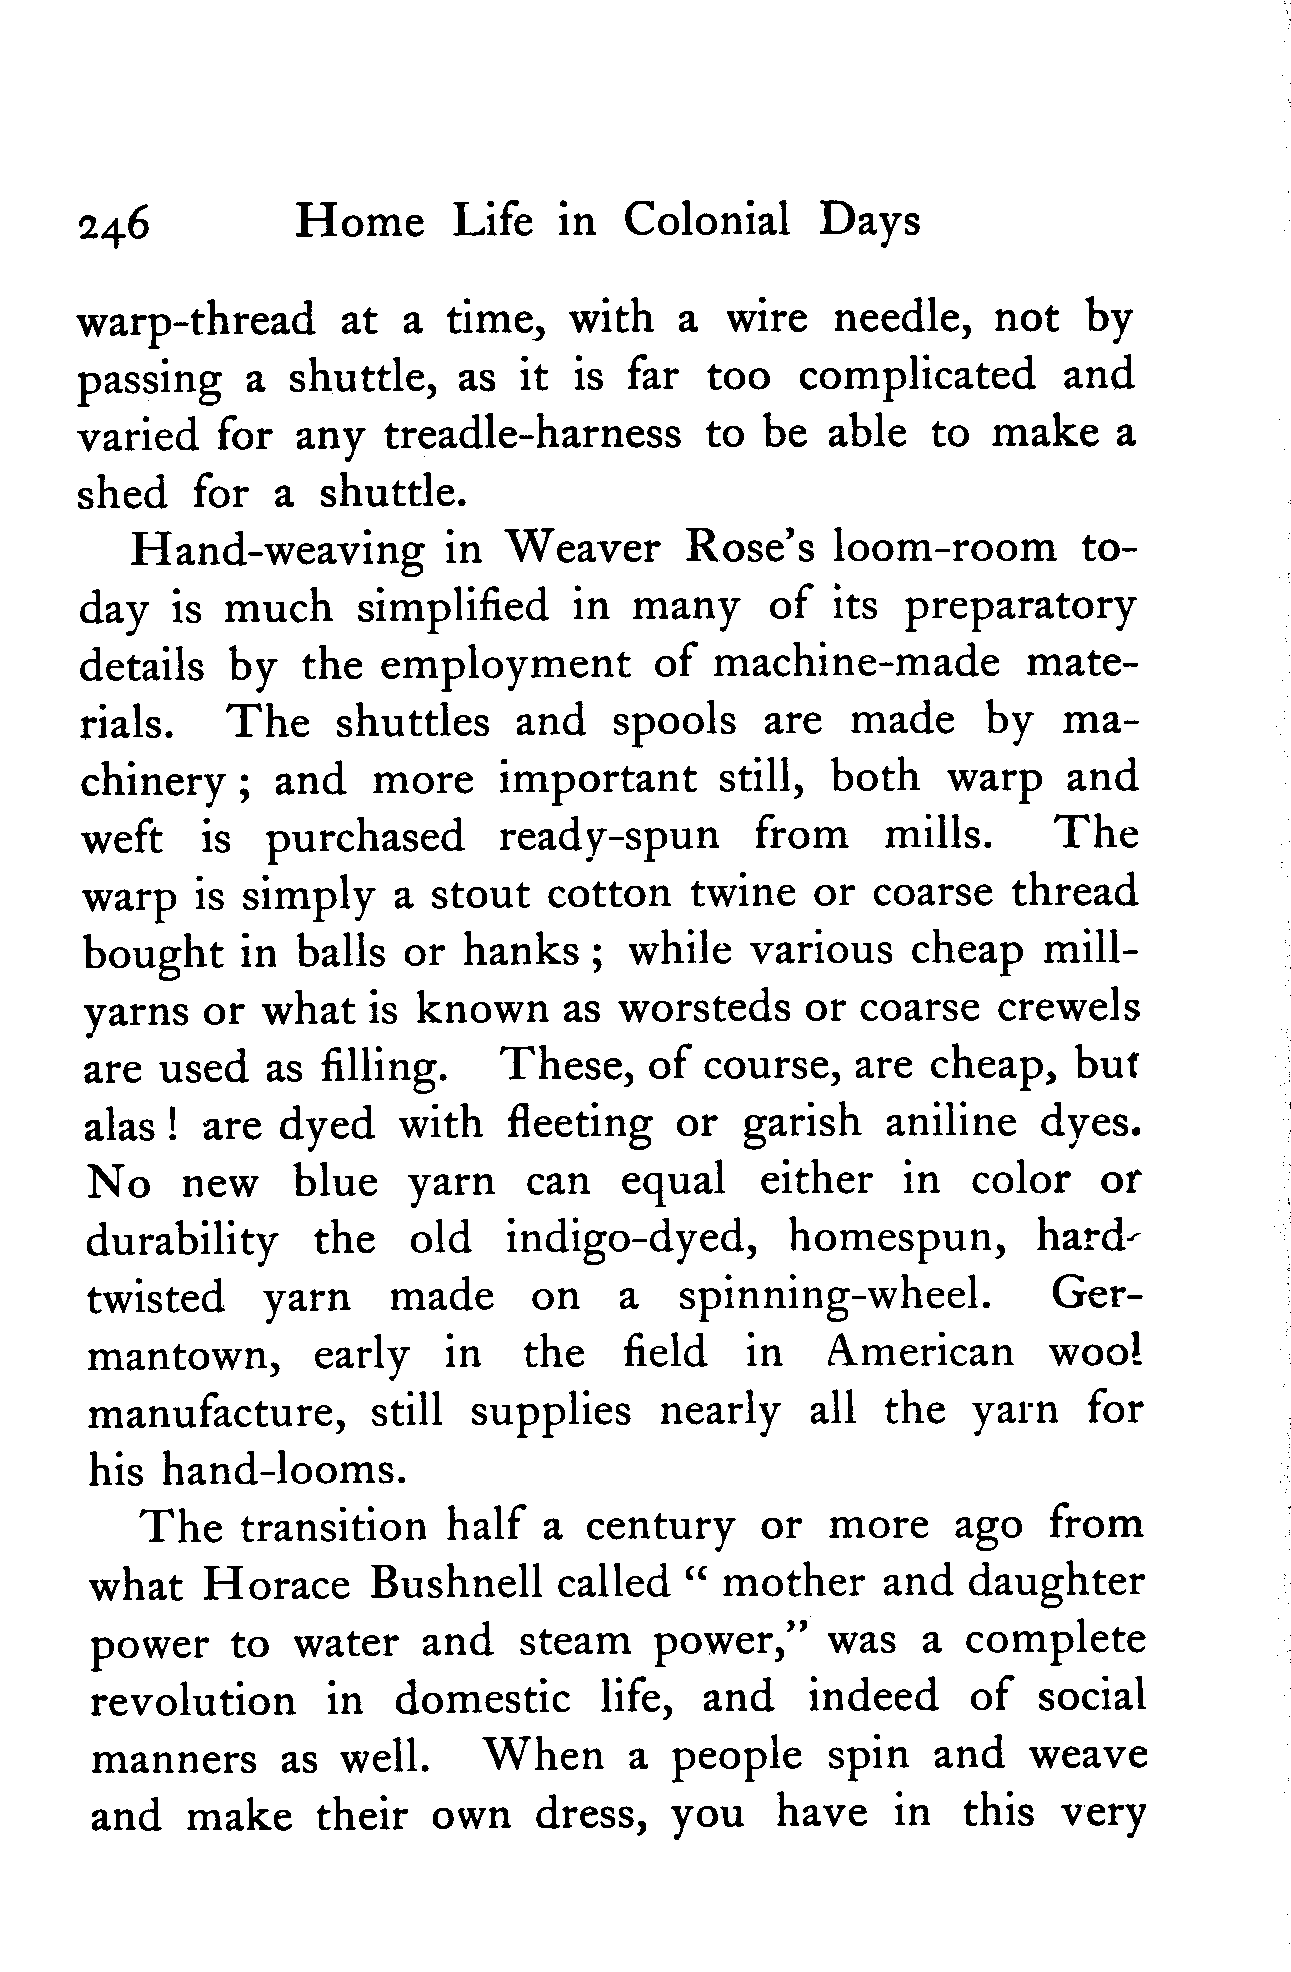 246 Home Life in Colonial Days
warp-thread at a time, with a wire needle, not by
passing a shuttle, as it is far too complicated and
varied for any treadle-harness to be able to make a
shed for a shuttle.
Hand-weaving in Weaver Rose's loom-room to-
day is much simplified in many of its preparatory
details by the employment of machine-made mate-
rials. The shuttles and spools are made by ma-
chinery ; and more important still, both warp and
weft is purchased ready-spun from mills. The
warp is simply a stout cotton twine or coarse thread
bought in balls or hanks ; while various cheap mill-
yarns or what is known as worsteds or coarse crewels
are used as filling. These, of course, are cheap, but
alas ! are dyed with fleeting or garish aniline dyes.
No new blue yarn can equal either in color or
durability the old indigo-dyed, homespun, hard-
twisted yarn made on a spinning-wheel. Ger-
mantown, early in the field in American wool
manufacture, still supplies nearly all the yarn for
his hand-looms.
The transition half a century or more ago from
what Horace Bushnell called “ mother and daughter
power to water and steam power,” was a complete
revolution in domestic life, and indeed of social
manners as well. When a people spin and weave
and make their own dress, you have in this very